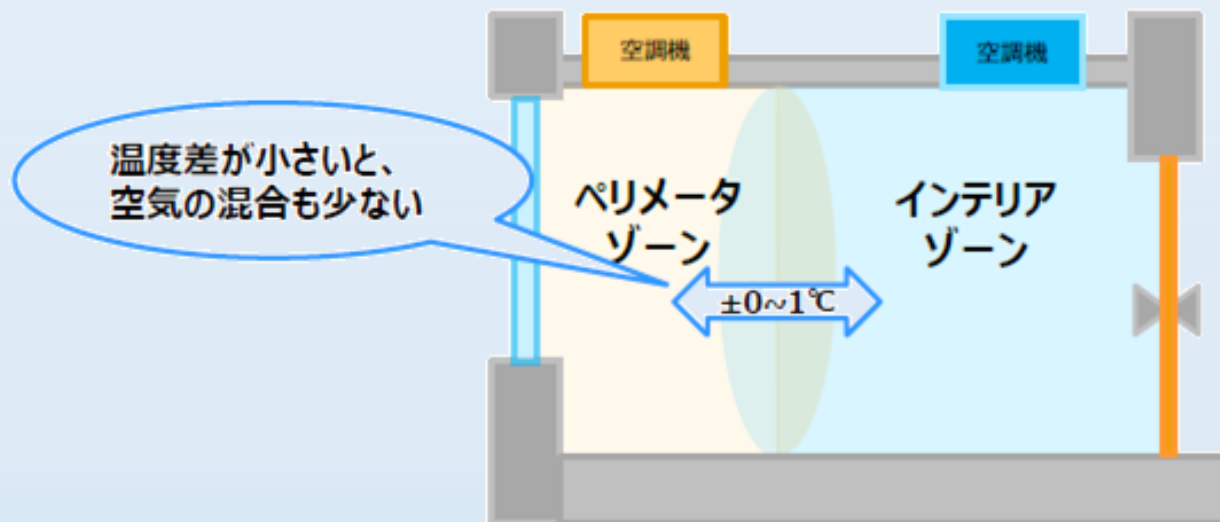 空調機
空調機
温度差が小さいと、
空気の混合も少ない
ペリメータ
ゾーン
インテリア
ゾーン
±0~1℃